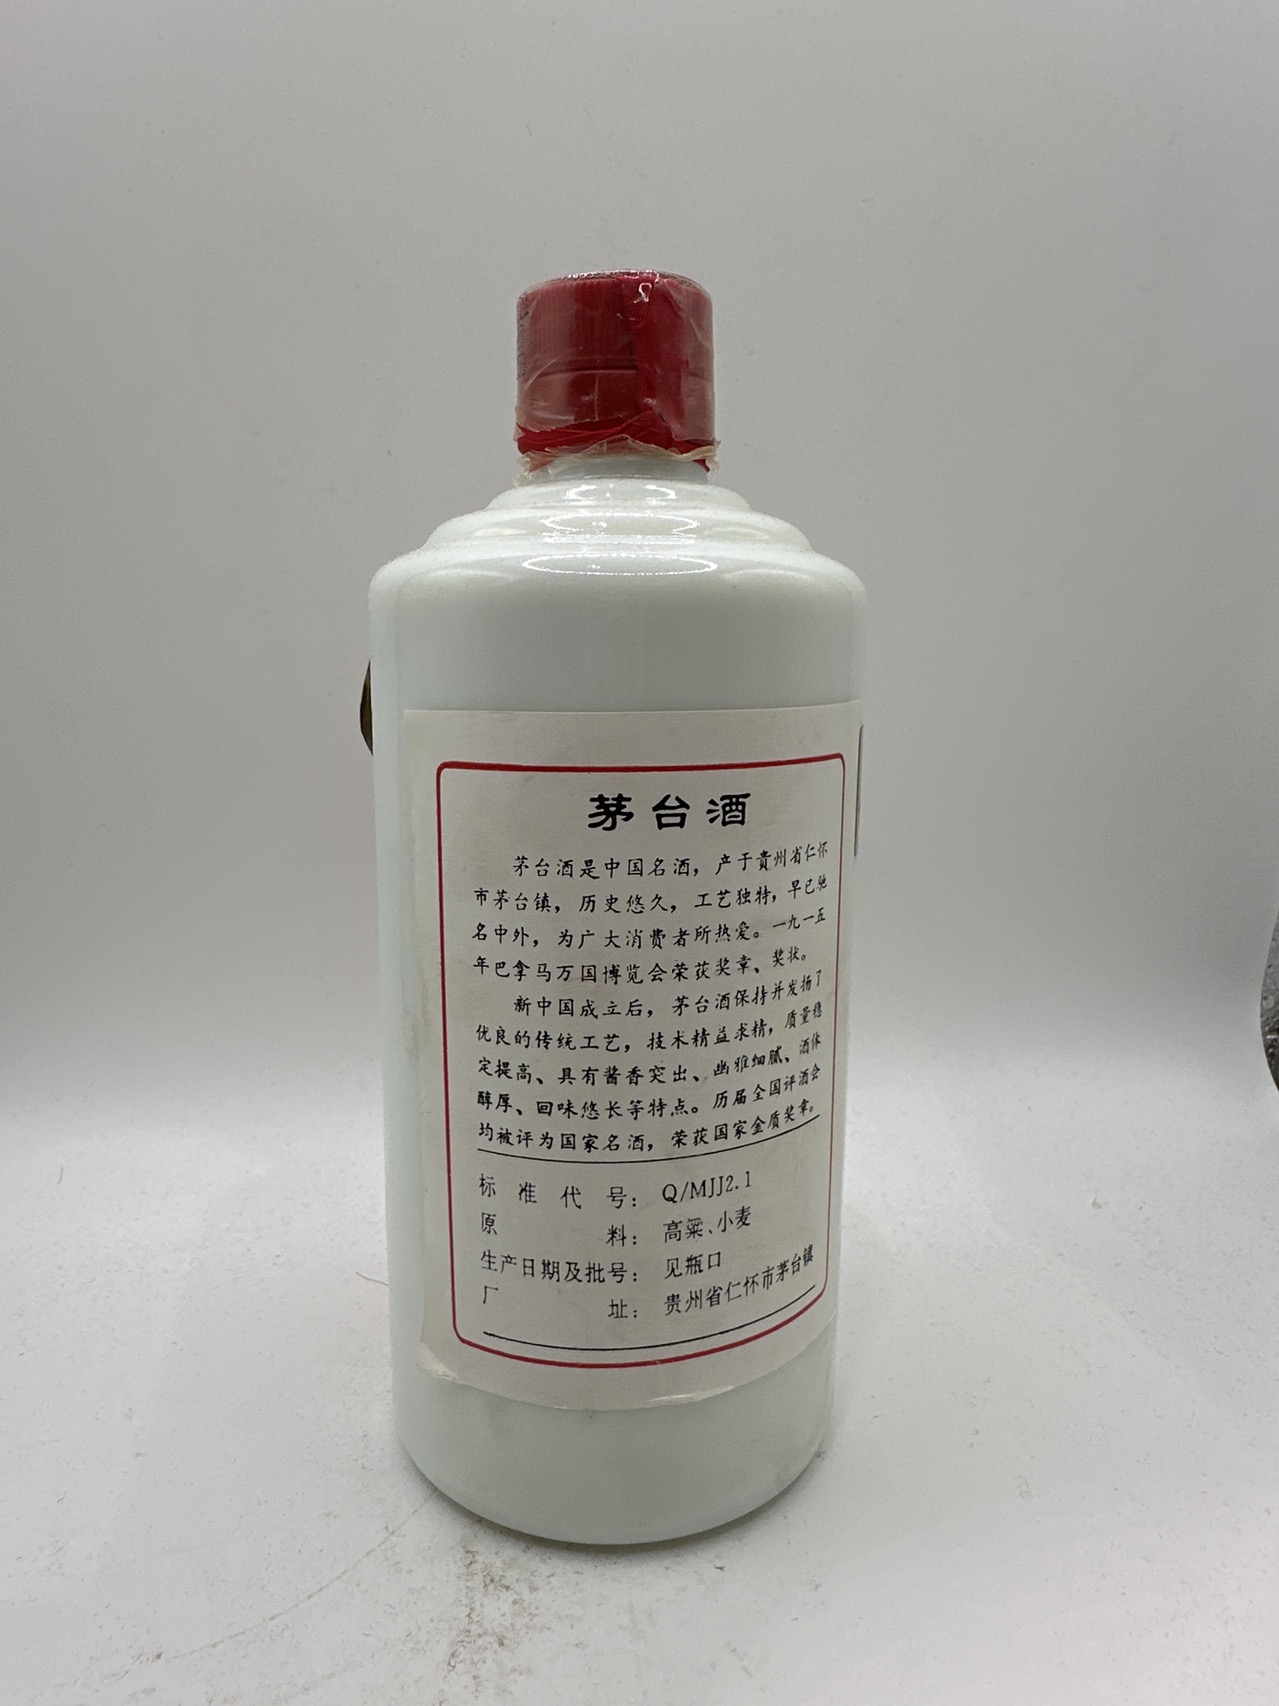 茅台酒
茅台酒是中国名酒，产于贵州省仁怀
市茅台镇，历史悠久，工艺独特，早已驰
名中外，为广大消费者所热爱。一九一五
年巴拿马万国博览会荣获奖章、奖状。
新中国成立后，茅台酒保持并发扬了
优良的传统工艺，技术精益求精，质量稳
定提高、具有酱香突出、幽雅细腻、酒体
醇厚、回味悠长等特点。历届全国评酒会
均被评为国家名酒，荣获国家金质奖章。
标准代号：Q/MJJ2.1
原料：高粱、小麦
生产日期及批号：见瓶口
厂址：贵州省仁怀市茅台镇